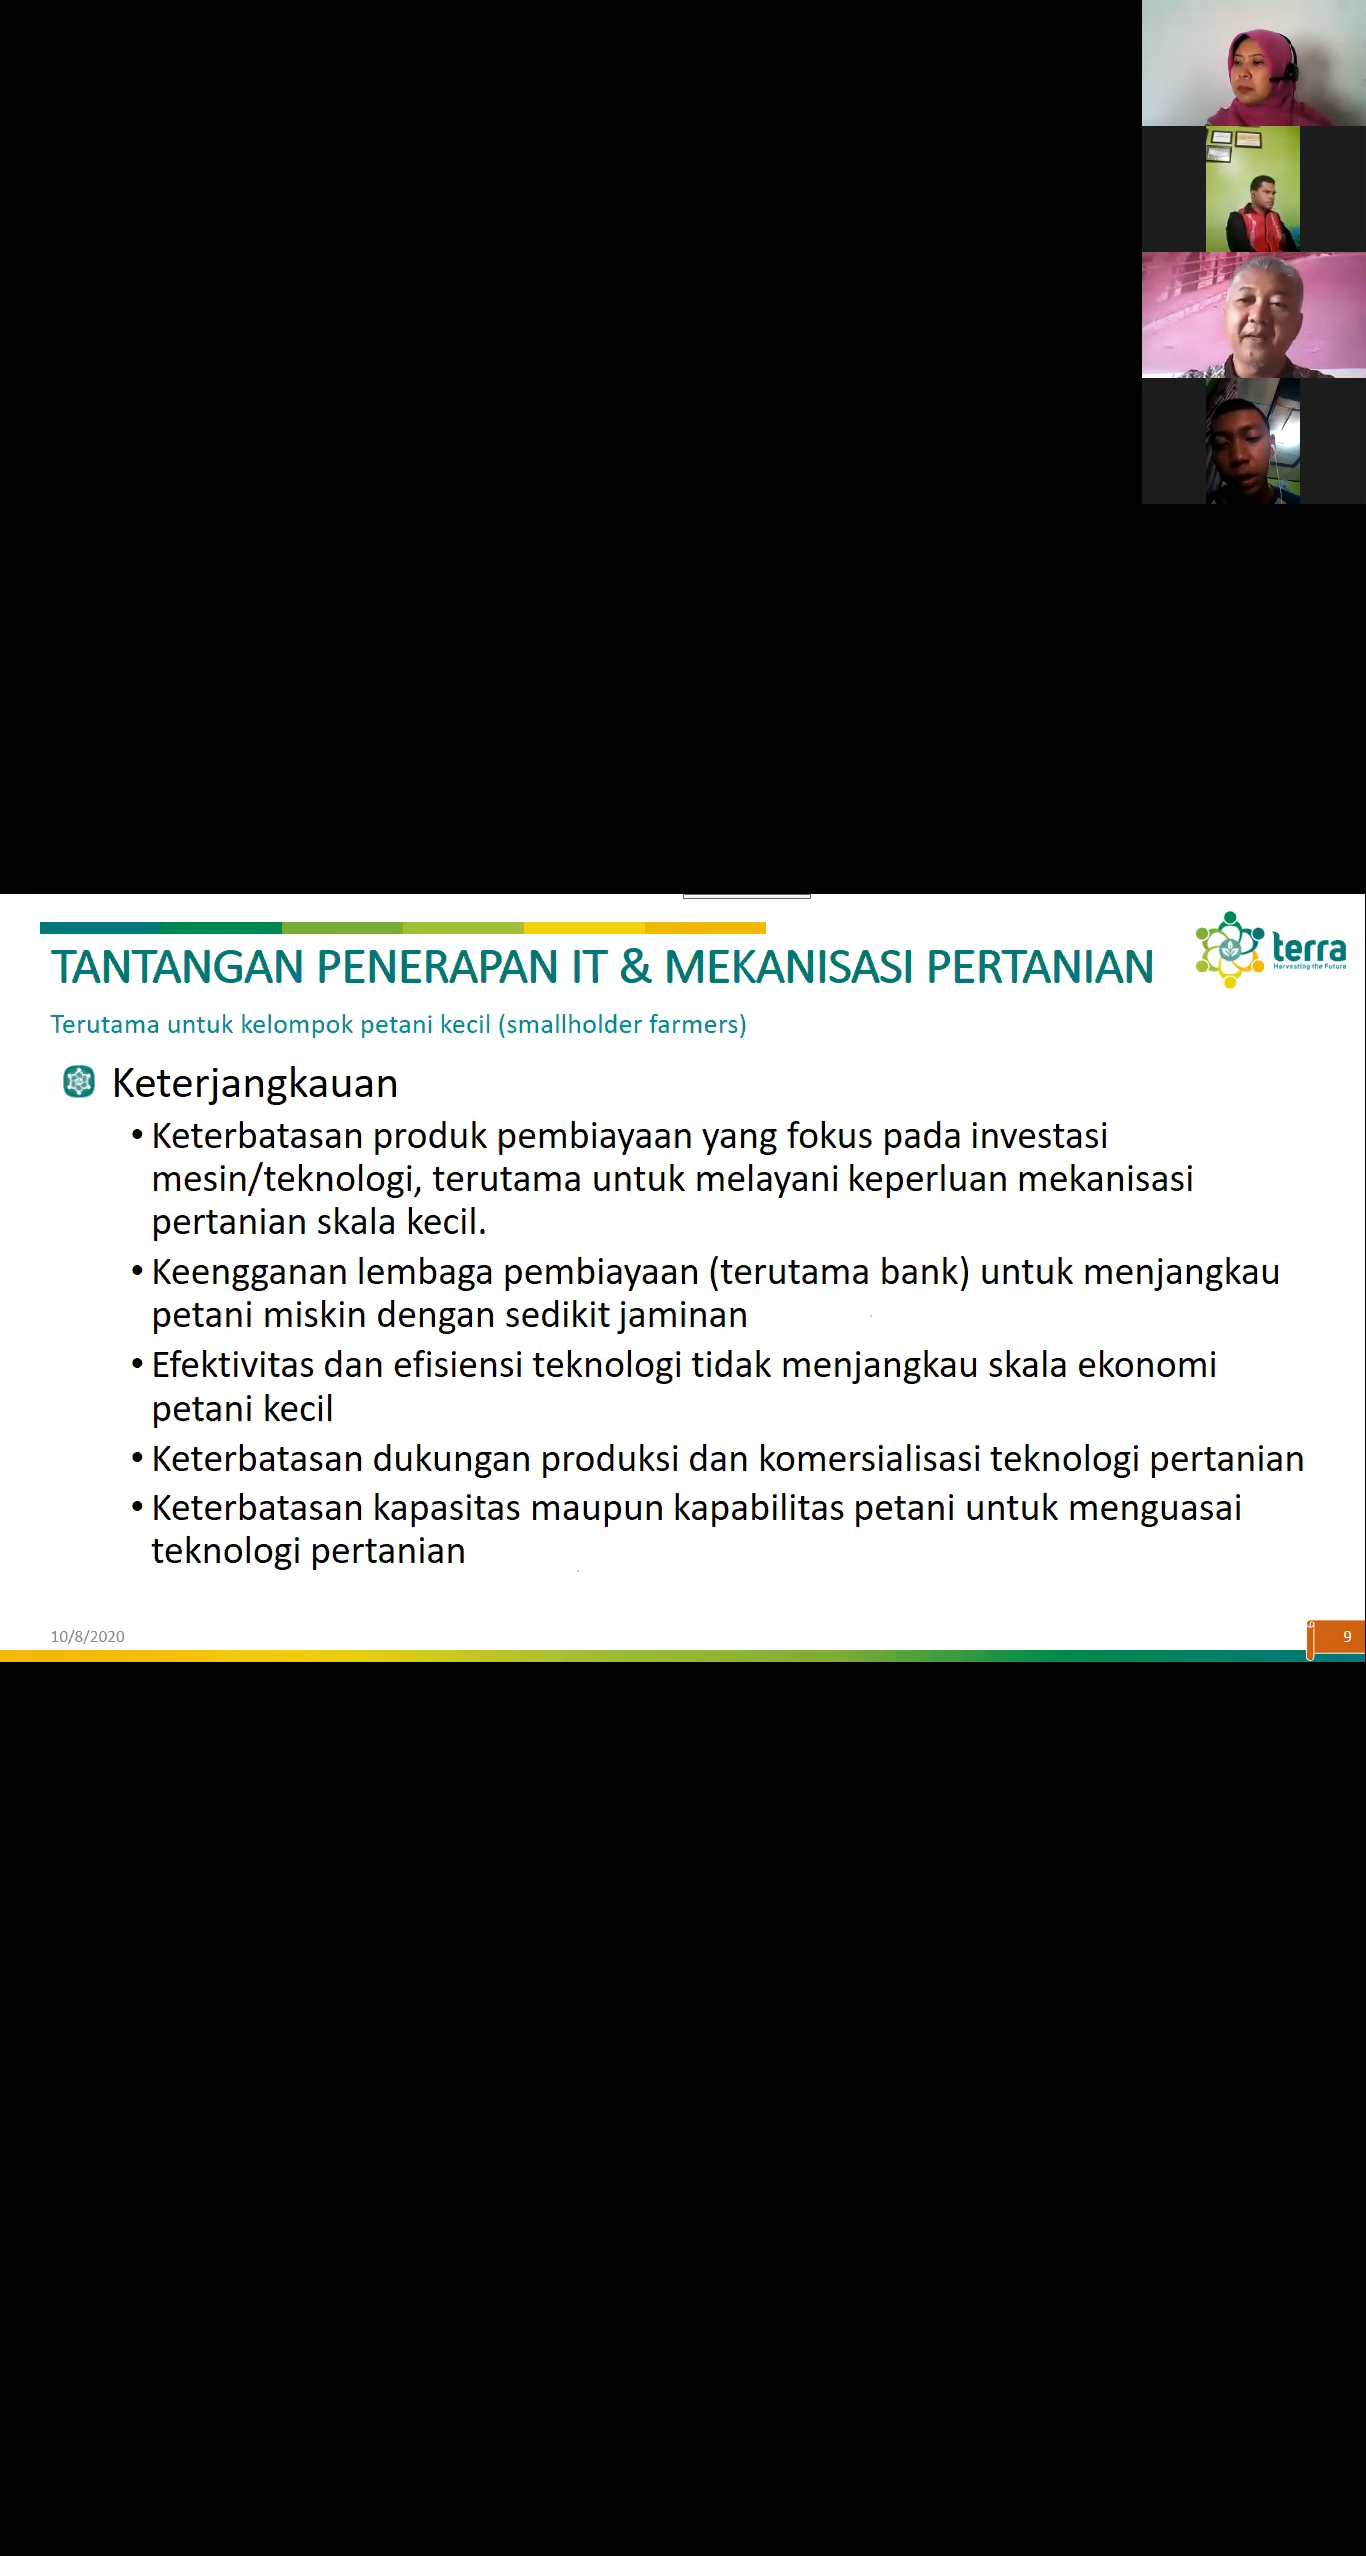 TANTANGAN PENERAPAN IT & MEKANISASI PERTANIAN
terra
Harvesting the Future
Terutama untuk kelompok petani kecil (smallholder farmers)
Keterjangkauan
• Keterbatasan produk pembiayaan yang fokus pada investasi
mesin/teknologi, terutama untuk melayani keperluan mekanisasi
pertanian skala kecil.
• Keengganan lembaga pembiayaan (terutama bank) untuk menjangkau
petani miskin dengan sedikit jaminan
• Efektivitas dan efisiensi teknologi tidak menjangkau skala ekonomi
petani kecil
• Keterbatasan dukungan produksi dan komersialisasi teknologi pertanian
• Keterbatasan kapasitas maupun kapabilitas petani untuk menguasai
teknologi pertanian
10/8/2020
9